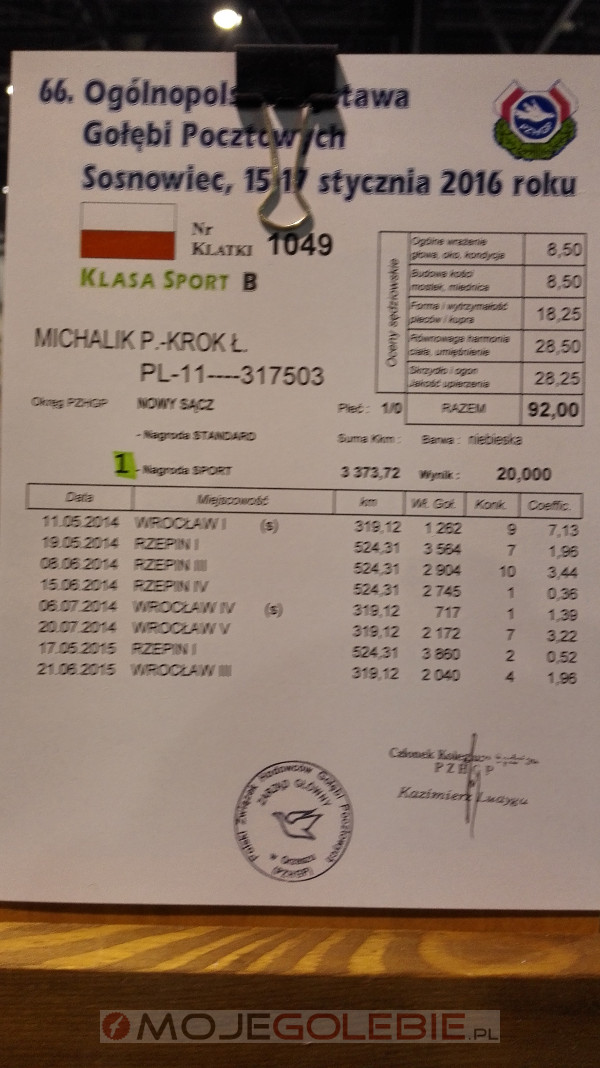 66. Ogólnopols tawa
Gołębi Pocztowych
Sosnowiec, 15 17 stycznia 2016 roku
PZHGP
Nr
KLATKI 1049
KLASA SPORT B
Oceny sędziowskie
Ogólne wrażenie
głowa, oko, kondycja 8,50
Budowa kości
mostek, miednica 8,50
Forma i wytrzymałość
pleców i kupra 18,25
Równowaga harmonia
ciała, umięśnienie 28,50
Skrzydło i ogon
Jakość upierzenia 28,25
RAZEM 92,00
MICHALIK P.-KROK Ł.
PL-11----317503
Okręg PZHGP NOWY SĄCZ Płeć : 1/0
- Nagroda STANDARD Suma Kkm : Barwa : niebieska
1 - Nagroda SPORT 3 373,72 Wynik : 20,000
Data Miejscowość km Wł. Goł. Konk. Coeffic.
11.05.2014 WROCŁAW I (s) 319,12 1 262 9 7,13
19.05.2014 RZEPIN I 524,31 3 564 7 1,96
08.06.2014 RZEPIN III 524,31 2 904 10 3,44
15.06.2014 RZEPIN IV 524,31 2 745 1 0,36
06.07.2014 WROCŁAW IV (s) 319,12 717 1 1,39
20.07.2014 WROCŁAW V 319,12 2 172 7 3,22
17.05.2015 RZEPIN I 524,31 3 860 2 0,52
21.06.2015 WROCŁAW III 319,12 2 040 4 1,96
Członek Kolegium
PZHGP
Kazimierz
Polski Związek Hodowców Gołębi Pocztowych
ZARZĄD GŁÓWNY
(PZHGP)
MOJEGOLEBIE.PL